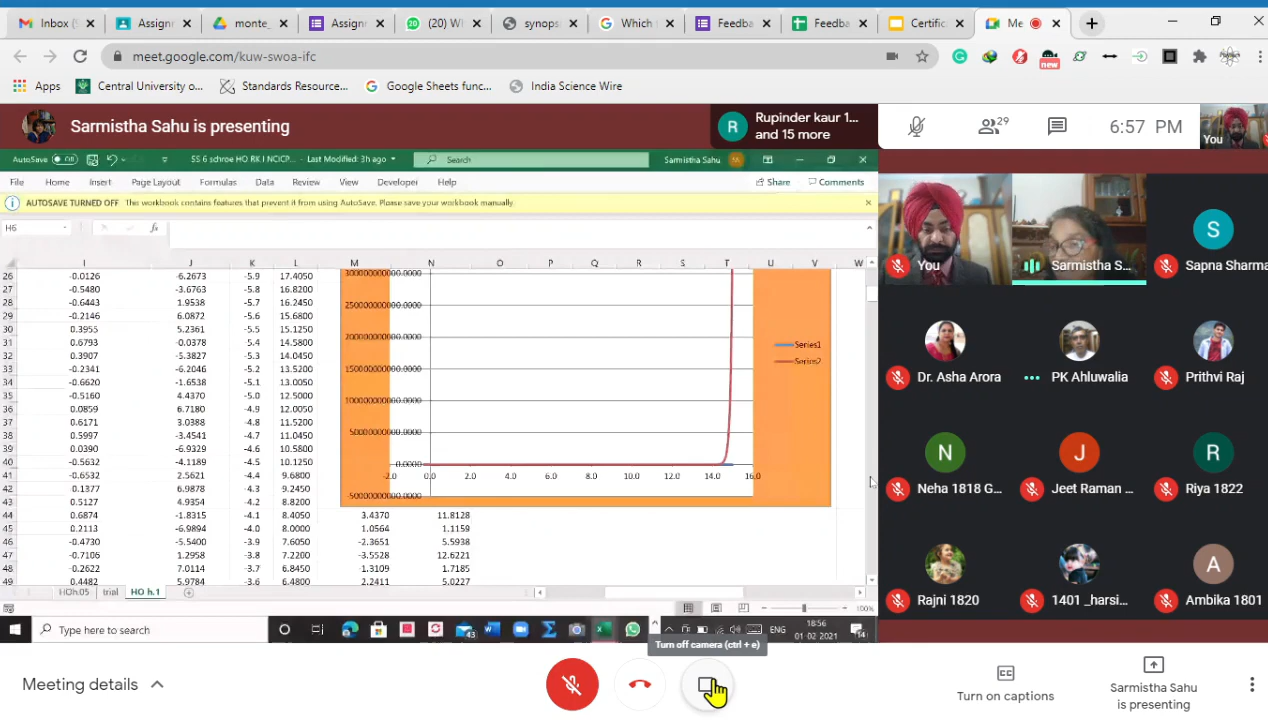 Inbox (5
Assignr
monte_
Assignr
(20) Wh
synops
Which
Feedba
Feedba
Certific
Me
meet.google.com/kuw-swoa-ifc
new
Apps
Central University o...
Standards Resource...
Google Sheets func...
India Science Wire
Sarmistha Sahu is presenting
R
Rupinder kaur 1...
and 15 more
29
6:57 PM
You
AutoSave
Off
SS 6 schroe HO RK I NCICP... - Last Modified: 3h ago
Search
Sarmistha Sahu
File
Home
Insert
Page Layout
Formulas
Data
Review
View
Developer
Help
Share
Comments
AUTOSAVE TURNED OFF The workbook contains features that prevent it from using AutoSave. Please save your workbook manually.
H6
fx
I J K L M N O P Q R S T U V W
26 -0.0126 -6.2673 -5.9 17.4050
27 -0.5480 -3.6763 -5.8 16.8200
28 -0.6443 1.9538 -5.7 16.2450
29 -0.2146 6.0872 -5.6 15.6800
30 0.3955 5.2361 -5.5 15.1250
31 0.6793 -0.0378 -5.4 14.5800
32 0.3907 -5.3827 -5.3 14.0450
33 -0.2341 -6.2046 -5.2 13.5200
34 -0.6620 -1.6538 -5.1 13.0050
35 -0.5160 4.4370 -5.0 12.5000
36 0.0859 6.7180 -4.9 12.0050
37 0.6171 3.0388 -4.8 11.5200
38 0.5997 -3.4541 -4.7 11.0450
39 0.0390 -6.9329 -4.6 10.5800
40 -0.5632 -4.1189 -4.5 10.1250
41 -0.6532 2.5621 -4.4 9.6800
42 0.1377 6.9878 -4.3 9.2450
43 0.5127 4.9354 -4.2 8.8200
44 0.6874 -1.8315 -4.1 8.4050 3.4370 11.8128
45 0.2113 -6.9894 -4.0 8.0000 1.0564 1.1159
46 -0.4730 -5.5400 -3.9 7.6050 -2.3651 5.5938
47 -0.7106 1.2958 -3.8 7.2200 -3.5528 12.6221
48 -0.2622 7.0114 -3.7 6.8450 -1.3109 1.7185
49 0.4482 5.9784 -3.6 6.4800 2.2411 5.0227
0.0000
-2.0 0.0 2.0 4.0 6.0 8.0 10.0 12.0 14.0 16.0
Series1
Series2
HOh.05
trial
HO h.1
100%
Type here to search
43
ENG
18:56
01-02-2021
14
Turn off camera (ctrl + e)
You
Sarmistha S...
S
Sapna Sharma
Dr. Asha Arora
PK Ahluwalia
Prithvi Raj
N
J
R
Neha 1818 G...
Jeet Raman ...
Riya 1822
A
Rajni 1820
1401 _harsi...
Ambika 1801
Meeting details
Turn on captions
Sarmistha Sahu
is presenting